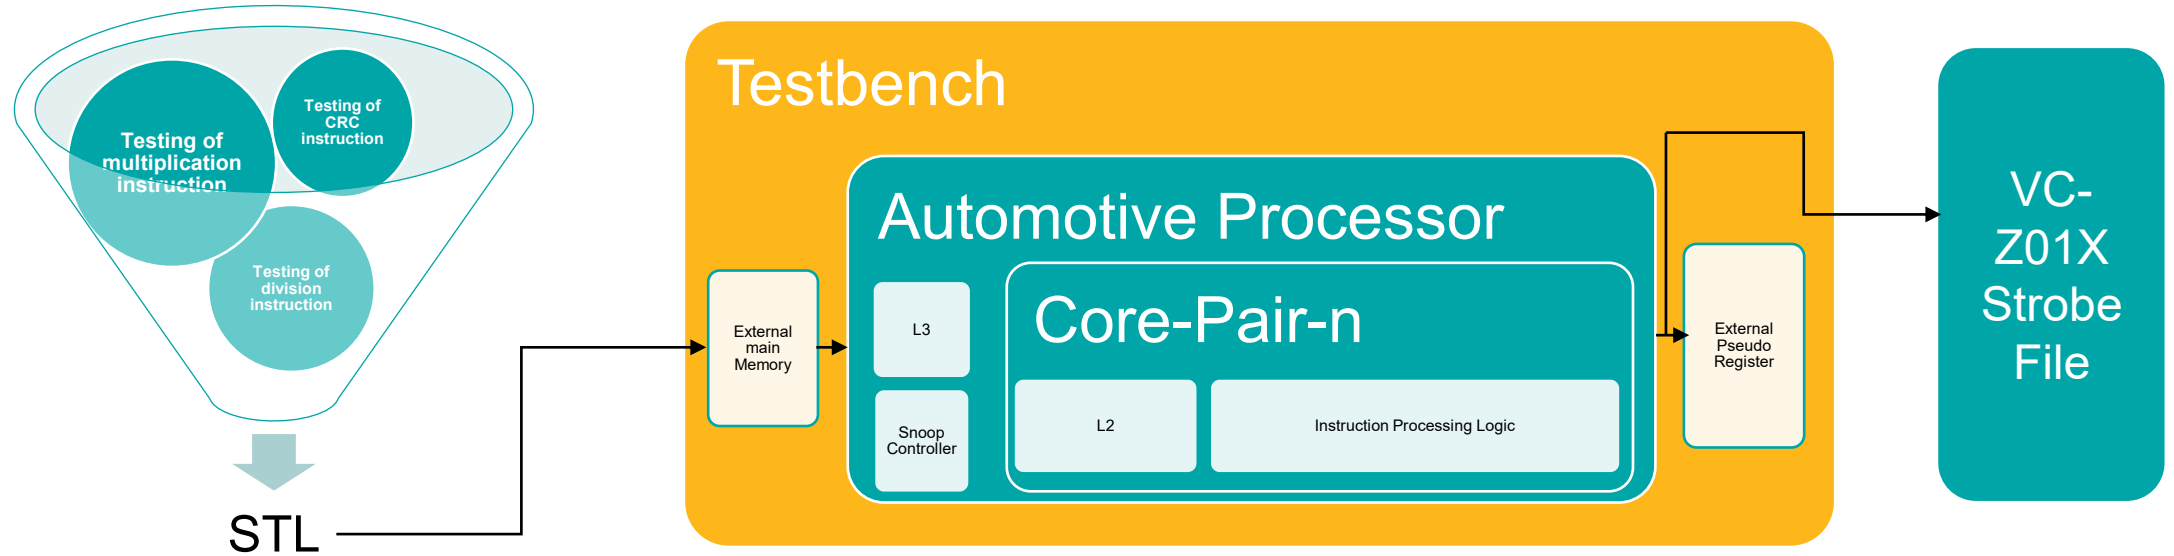 Testing of
multiplication
instruction
Testing of
CRC
instruction
Testing of
division
instruction
STL
Testbench
Automotive Processor
External
main
Memory
L3
Snoop
Controller
Core-Pair-n
L2
Instruction Processing Logic
External
Pseudo
Register
VC-
Z01X
Strobe
File